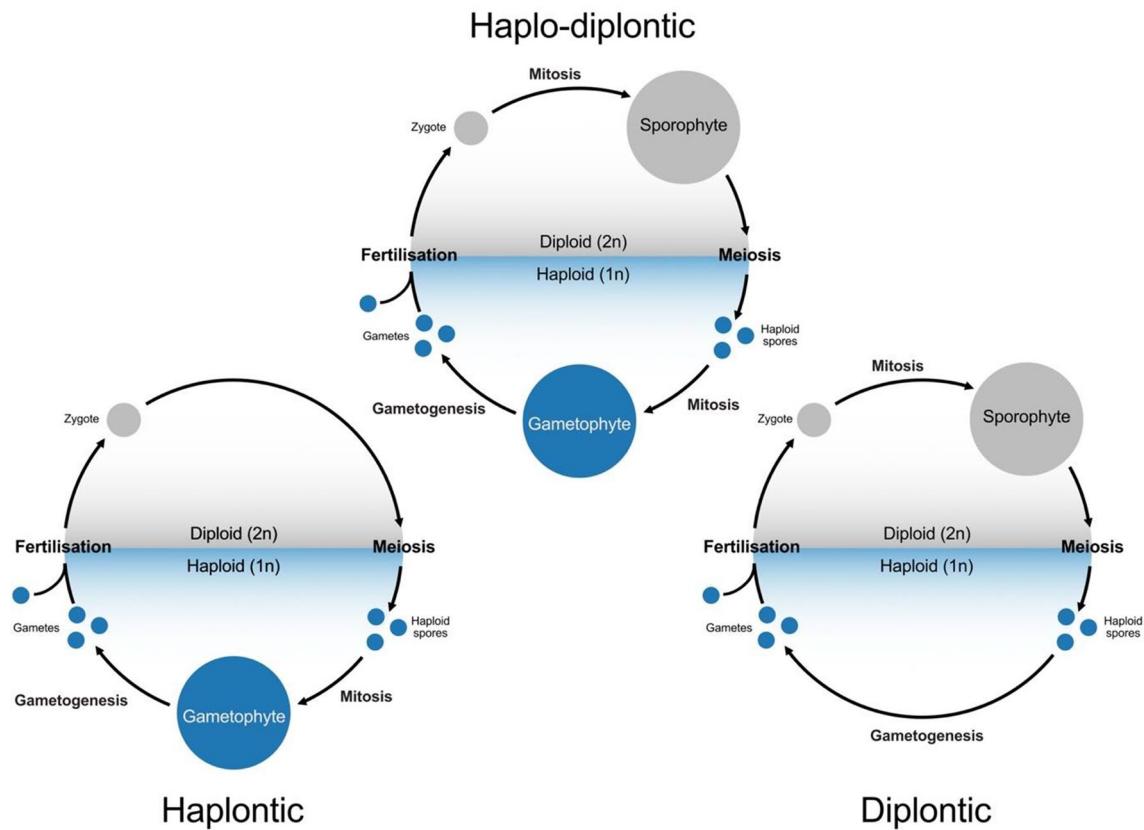 Haplo-diplontic
Mitosis
Zygote
Sporophyte
Fertilisation
Diploid (2n)
Meiosis
Haploid (1n)
Gametes
Haploid
spores
Gametogenesis
Gametophyte
Mitosis
Zygote
Fertilisation
Diploid (2n)
Meiosis
Haploid (1n)
Gametes
Haploid
spores
Gametogenesis
Gametophyte
Mitosis
Haplontic
Mitosis
Zygote
Sporophyte
Fertilisation
Diploid (2n)
Meiosis
Haploid (1n)
Gametes
Haploid
spores
Gametogenesis
Diplontic